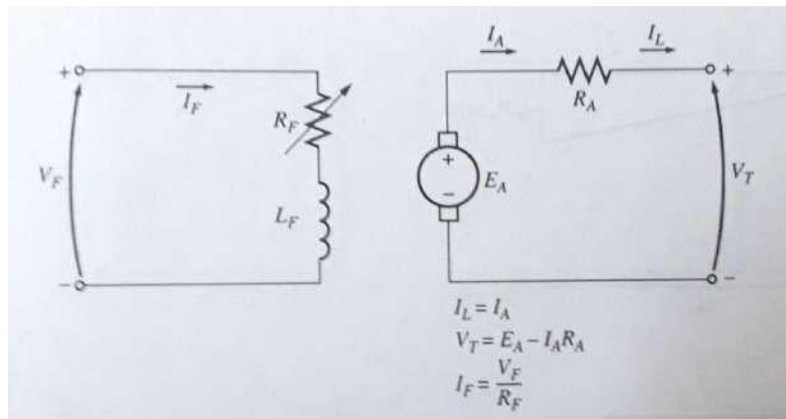 I_A
I_L
+
I_F
R_F
V_F
L_F
−
R_A
+
−
E_A
+
V_T
−
I_L = I_A
V_T = E_A − I_A R_A
I_F = V_F / R_F